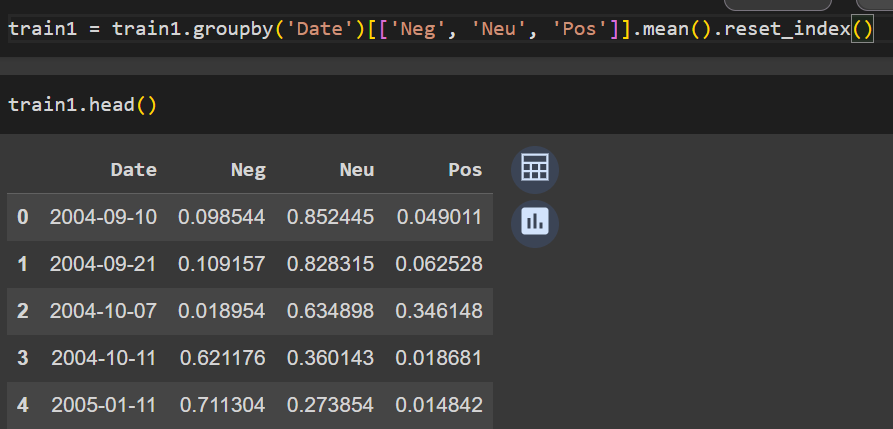 train1 = train1.groupby('Date')[['Neg', 'Neu', 'Pos']].mean().reset_index()
train1.head()
Date Neg Neu Pos
0 2004-09-10 0.098544 0.852445 0.049011
1 2004-09-21 0.109157 0.828315 0.062528
2 2004-10-07 0.018954 0.634898 0.346148
3 2004-10-11 0.621176 0.360143 0.018681
4 2005-01-11 0.711304 0.273854 0.014842